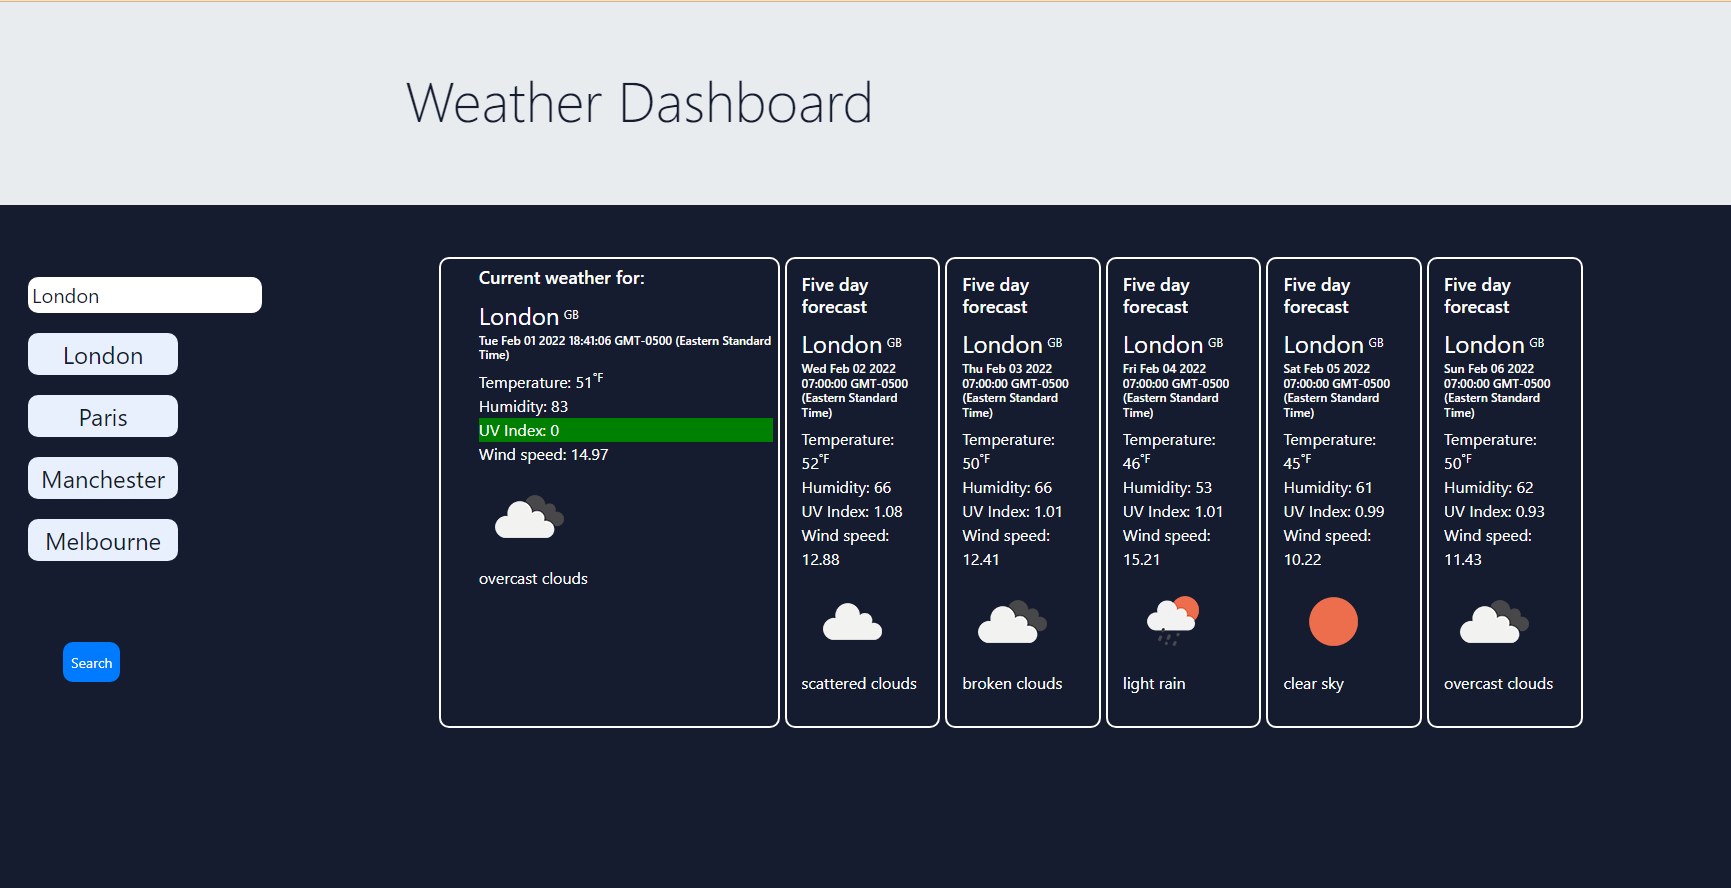 Weather Dashboard
London
London
Paris
Manchester
Melbourne
Search
Current weather for:
London GB
Tue Feb 01 2022 18:41:06 GMT-0500 (Eastern Standard
Time)
Temperature: 51°F
Humidity: 83
UV Index: 0
Wind speed: 14.97
overcast clouds
Five day
forecast
London GB
Wed Feb 02 2022
07:00:00 GMT-0500
(Eastern Standard
Time)
Temperature:
52°F
Humidity: 66
UV Index: 1.08
Wind speed:
12.88
scattered clouds
Five day
forecast
London GB
Thu Feb 03 2022
07:00:00 GMT-0500
(Eastern Standard
Time)
Temperature:
50°F
Humidity: 66
UV Index: 1.01
Wind speed:
12.41
broken clouds
Five day
forecast
London GB
Fri Feb 04 2022
07:00:00 GMT-0500
(Eastern Standard
Time)
Temperature:
46°F
Humidity: 53
UV Index: 1.01
Wind speed:
15.21
light rain
Five day
forecast
London GB
Sat Feb 05 2022
07:00:00 GMT-0500
(Eastern Standard
Time)
Temperature:
45°F
Humidity: 61
UV Index: 0.99
Wind speed:
10.22
clear sky
Five day
forecast
London GB
Sun Feb 06 2022
07:00:00 GMT-0500
(Eastern Standard
Time)
Temperature:
50°F
Humidity: 62
UV Index: 0.93
Wind speed:
11.43
overcast clouds